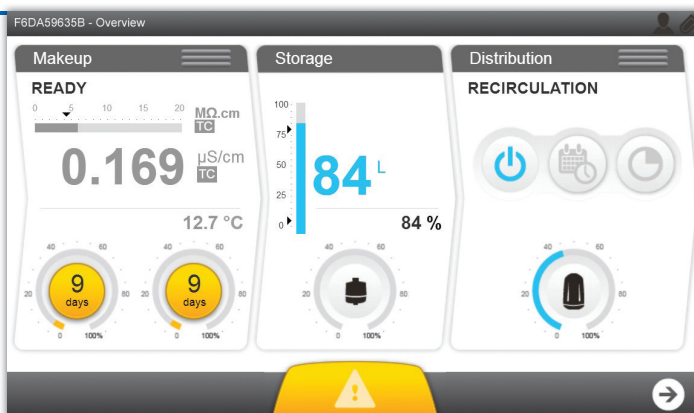 F6DA59635B - Overview
Makeup
READY
0 5 10 15 20
MΩ.cm
TC
0.169
µS/cm
TC
12.7 °C
40 60
20 80
9
days
0 100%
40 60
20 80
9
days
0 100%
Storage
100
75
50
25
0
84 L
84 %
40 60
20 80
0 100%
Distribution
RECIRCULATION
40 60
20 80
0 100%